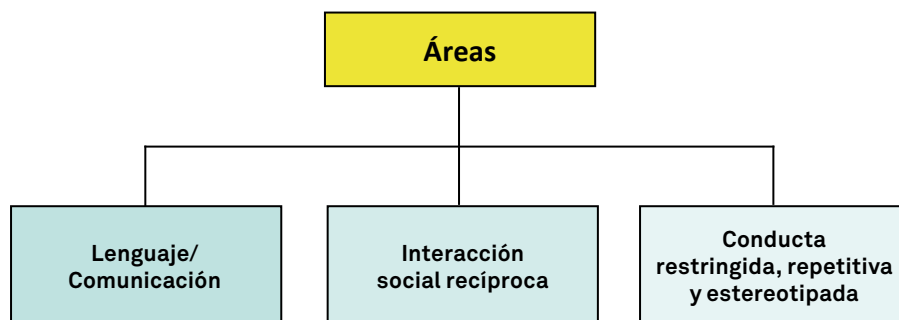 Áreas
Lenguaje/
Comunicación
Interacción
social recíproca
Conducta
restringida, repetitiva
y estereotipada